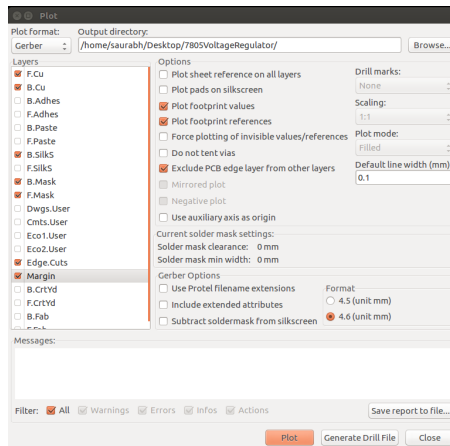 Plot
Plot format:
Output directory:
Gerber
/home/saurabh/Desktop/7805VoltageRegulator/
Browse...
Layers
F.Cu
B.Cu
B.Adhes
F.Adhes
B.Paste
F.Paste
B.SilkS
F.SilkS
B.Mask
F.Mask
Dwgs.User
Cmts.User
Eco1.User
Eco2.User
Edge.Cuts
Margin
B.CrtYd
F.CrtYd
B.Fab
F.Fab
Options
Plot sheet reference on all layers
Plot pads on silkscreen
Plot footprint values
Plot footprint references
Force plotting of invisible values/references
Do not tent vias
Exclude PCB edge layer from other layers
Mirrored plot
Negative plot
Use auxiliary axis as origin
Drill marks:
None
Scaling:
1:1
Plot mode:
Filled
Default line width (mm)
0.1
Current solder mask settings:
Solder mask clearance: 0 mm
Solder mask min width: 0 mm
Gerber Options
Use Protel filename extensions
Include extended attributes
Subtract soldermask from silkscreen
Format
4.5 (unit mm)
4.6 (unit mm)
Messages:
Filter: All Warnings Errors Infos Actions
Save report to file...
Plot
Generate Drill File
Close